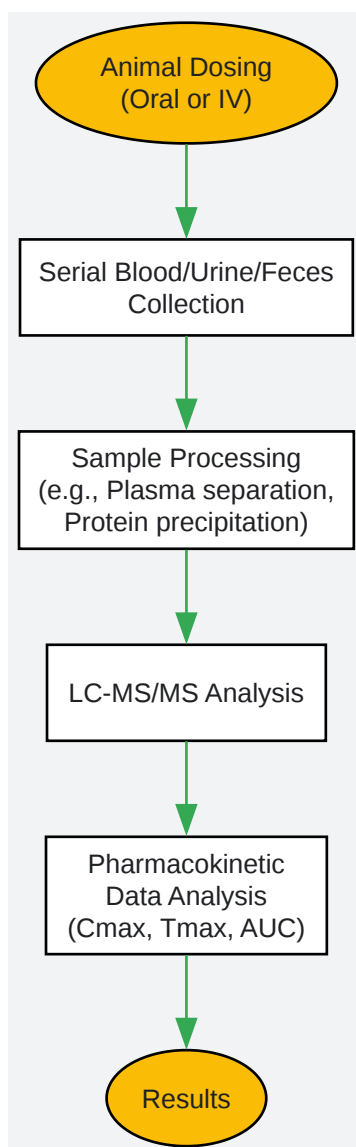 Animal Dosing
(Oral or IV)
Serial Blood/Urine/Feces
Collection
Sample Processing
(e.g., Plasma separation,
Protein precipitation)
LC-MS/MS Analysis
Pharmacokinetic
Data Analysis
(Cmax, Tmax, AUC)
Results